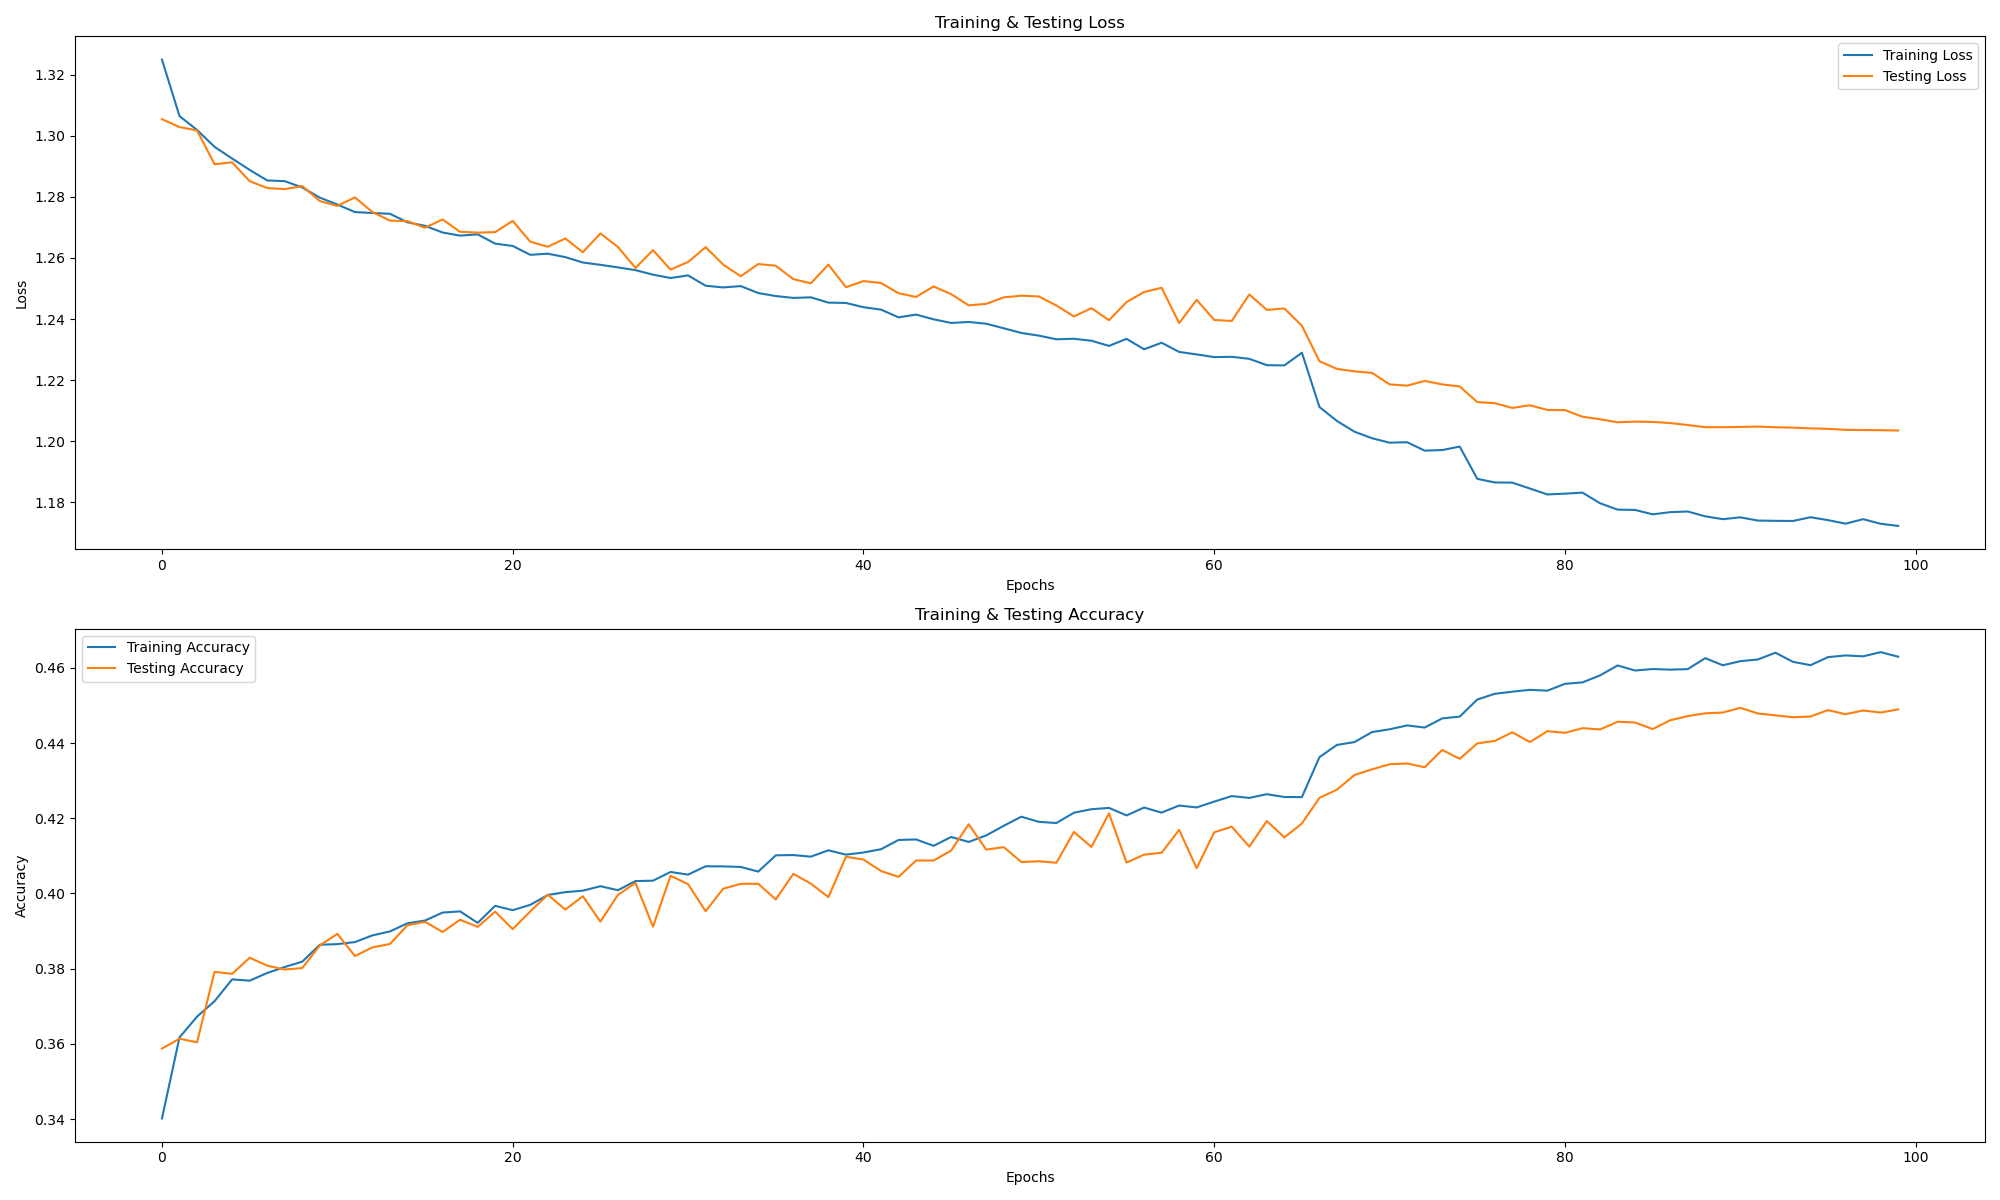 Training & Testing Loss
Training Loss
Testing Loss
1.32
1.30
1.28
1.26
1.24
1.22
1.20
1.18
Loss
0 20 40 60 80 100
Epochs
Training & Testing Accuracy
Training Accuracy
Testing Accuracy
0.46
0.44
0.42
0.40
0.38
0.36
0.34
Accuracy
0 20 40 60 80 100
Epochs